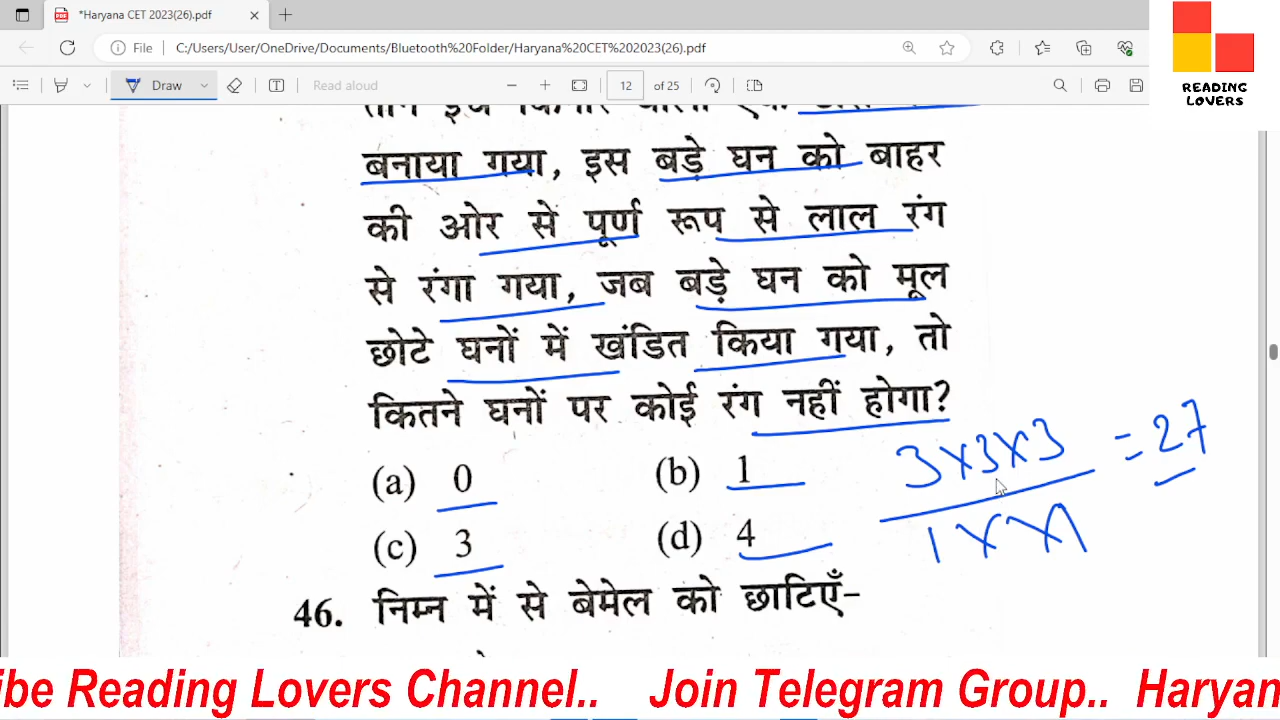 *Haryana CET 2023(26).pdf
File C:/Users/User/OneDrive/Documents/Bluetooth%20Folder/Haryana%20CET%202023(26).pdf
Draw Read aloud 12 of 25
READING
LOVERS
बनाया गया, इस बड़े घन को बाहर
की ओर से पूर्ण रूप से लाल रंग
से रंगा गया, जब बड़े घन को मूल
छोटे घनों में खंडित किया गया, तो
कितने घनों पर कोई रंग नहीं होगा?
3×3×3 = 27
(a) 0 (b) 1
(c) 3 (d) 4
46. निम्न में से बेमेल को छाटिएँ-
ibe Reading Lovers Channel.. Join Telegram Group.. Haryan